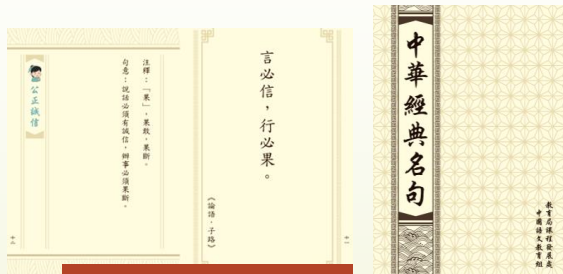 公正誠信
注釋：「果」，果敢、果斷。
句意：說話必須有誠信，辦事必須果斷。
言必信，行必果。
《論語．子路》
中華經典名句
教育局課程發展處
中國語文教育組